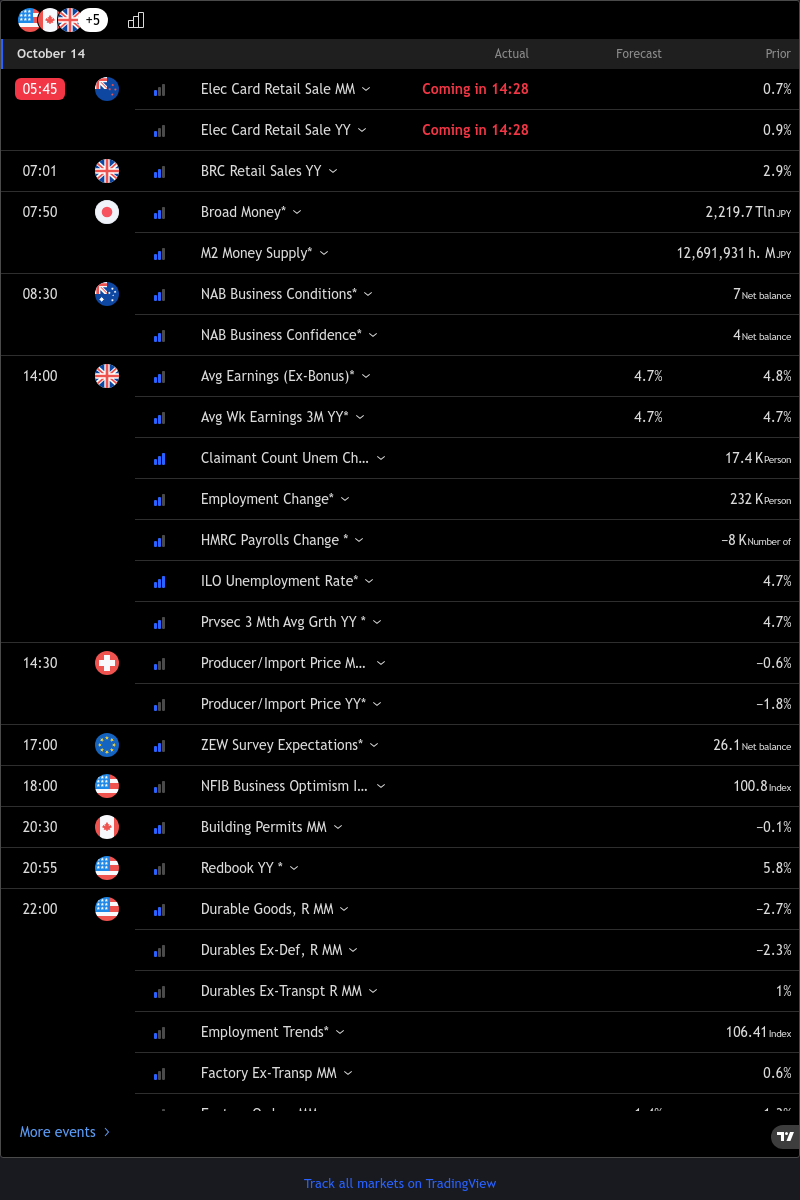 +5
October 14 Actual Forecast Prior
05:45 Elec Card Retail Sale MM Coming in 14:28 0.7%
Elec Card Retail Sale YY Coming in 14:28 0.9%
07:01 BRC Retail Sales YY 2.9%
07:50 Broad Money* 2,219.7 Tln JPY
M2 Money Supply* 12,691,931 h. M JPY
08:30 NAB Business Conditions* 7 Net balance
NAB Business Confidence* 4 Net balance
14:00 Avg Earnings (Ex-Bonus)* 4.7% 4.8%
Avg Wk Earnings 3M YY* 4.7% 4.7%
Claimant Count Unem Ch... 17.4 K Person
Employment Change* 232 K Person
HMRC Payrolls Change * −8 K Number of
ILO Unemployment Rate* 4.7%
Prvsec 3 Mth Avg Grth YY * 4.7%
14:30 Producer/Import Price M... −0.6%
Producer/Import Price YY* −1.8%
17:00 ZEW Survey Expectations* 26.1 Net balance
18:00 NFIB Business Optimism I... 100.8 Index
20:30 Building Permits MM −0.1%
20:55 Redbook YY * 5.8%
22:00 Durable Goods, R MM −2.7%
Durables Ex-Def, R MM −2.3%
Durables Ex-Transpt R MM 1%
Employment Trends* 106.41 Index
Factory Ex-Transp MM 0.6%
More events
Track all markets on TradingView